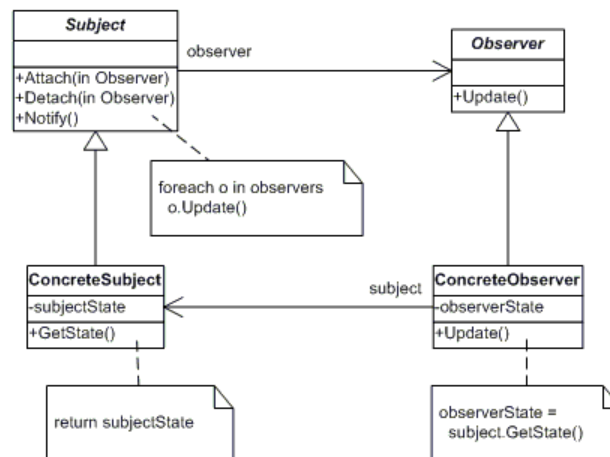 Subject
+Attach(in Observer)
+Detach(in Observer)
+Notify()
observer
Observer
+Update()
foreach o in observers
o.Update()
ConcreteSubject
-subjectState
+GetState()
subject
ConcreteObserver
-observerState
+Update()
return subjectState
observerState =
subject.GetState()